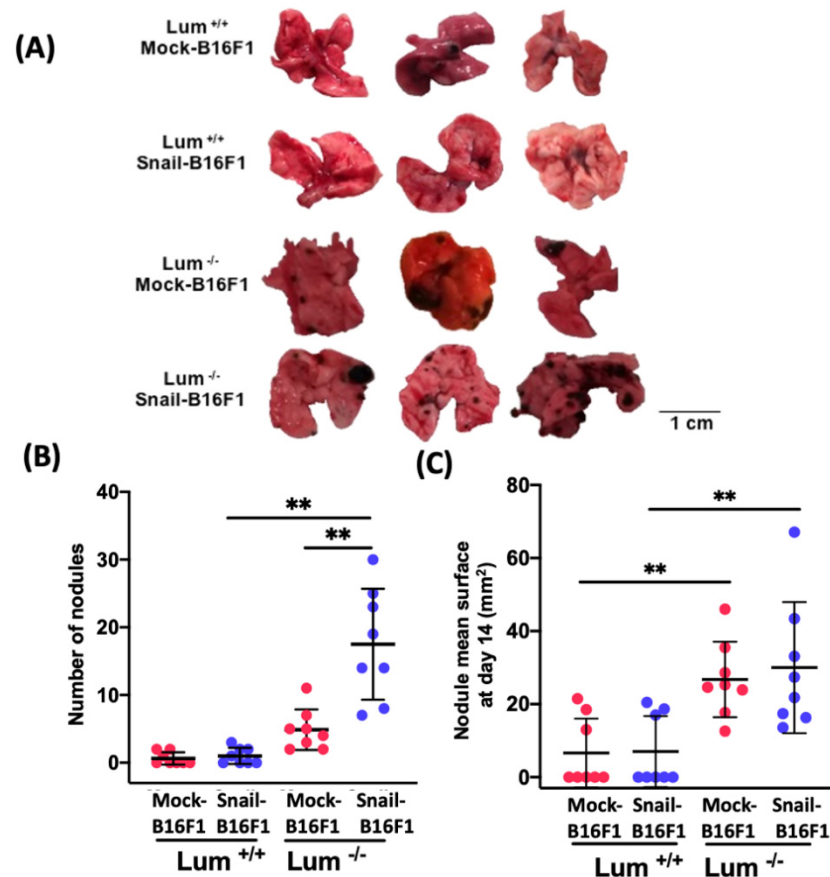 (A)
Lum +/+
Mock-B16F1
Lum +/+
Snail-B16F1
Lum -/-
Mock-B16F1
Lum -/-
Snail-B16F1
1 cm
(B)
Number of nodules
40
30
20
10
0
**
**
Mock- Snail- Mock- Snail-
B16F1 B16F1 B16F1 B16F1
Lum +/+ Lum -/-
(C)
Nodule mean surface
at day 14 (mm²)
80
60
40
20
0
**
**
Mock- Snail- Mock- Snail-
B16F1 B16F1 B16F1 B16F1
Lum +/+ Lum -/-